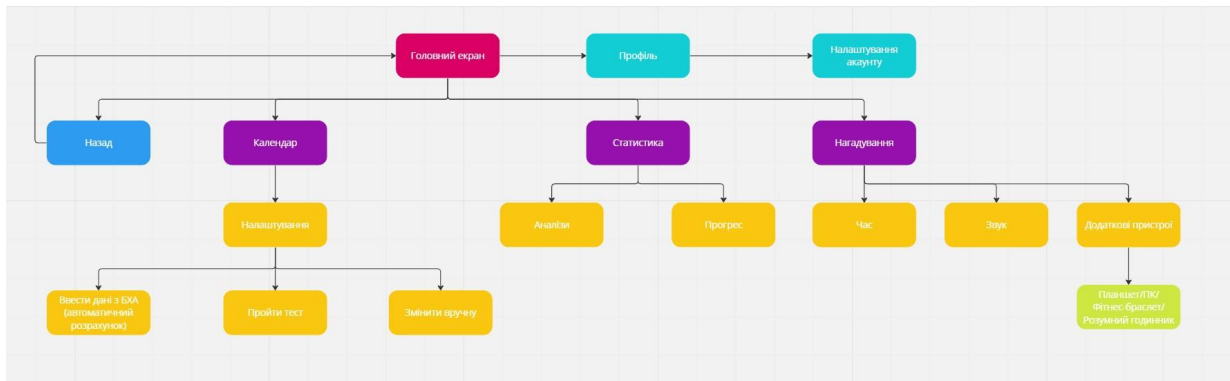 Головний екран
Профіль
Налаштування
акаунту
Назад
Календар
Статистика
Нагадування
Налаштування
Аналізи
Прогрес
Час
Звук
Додаткові пристрої
Ввести дані з БХА
(автоматичний
розрахунок)
Пройти тест
Змінити вручну
Планшет/ПК/
Фітнес-браслет/
Розумний годинник